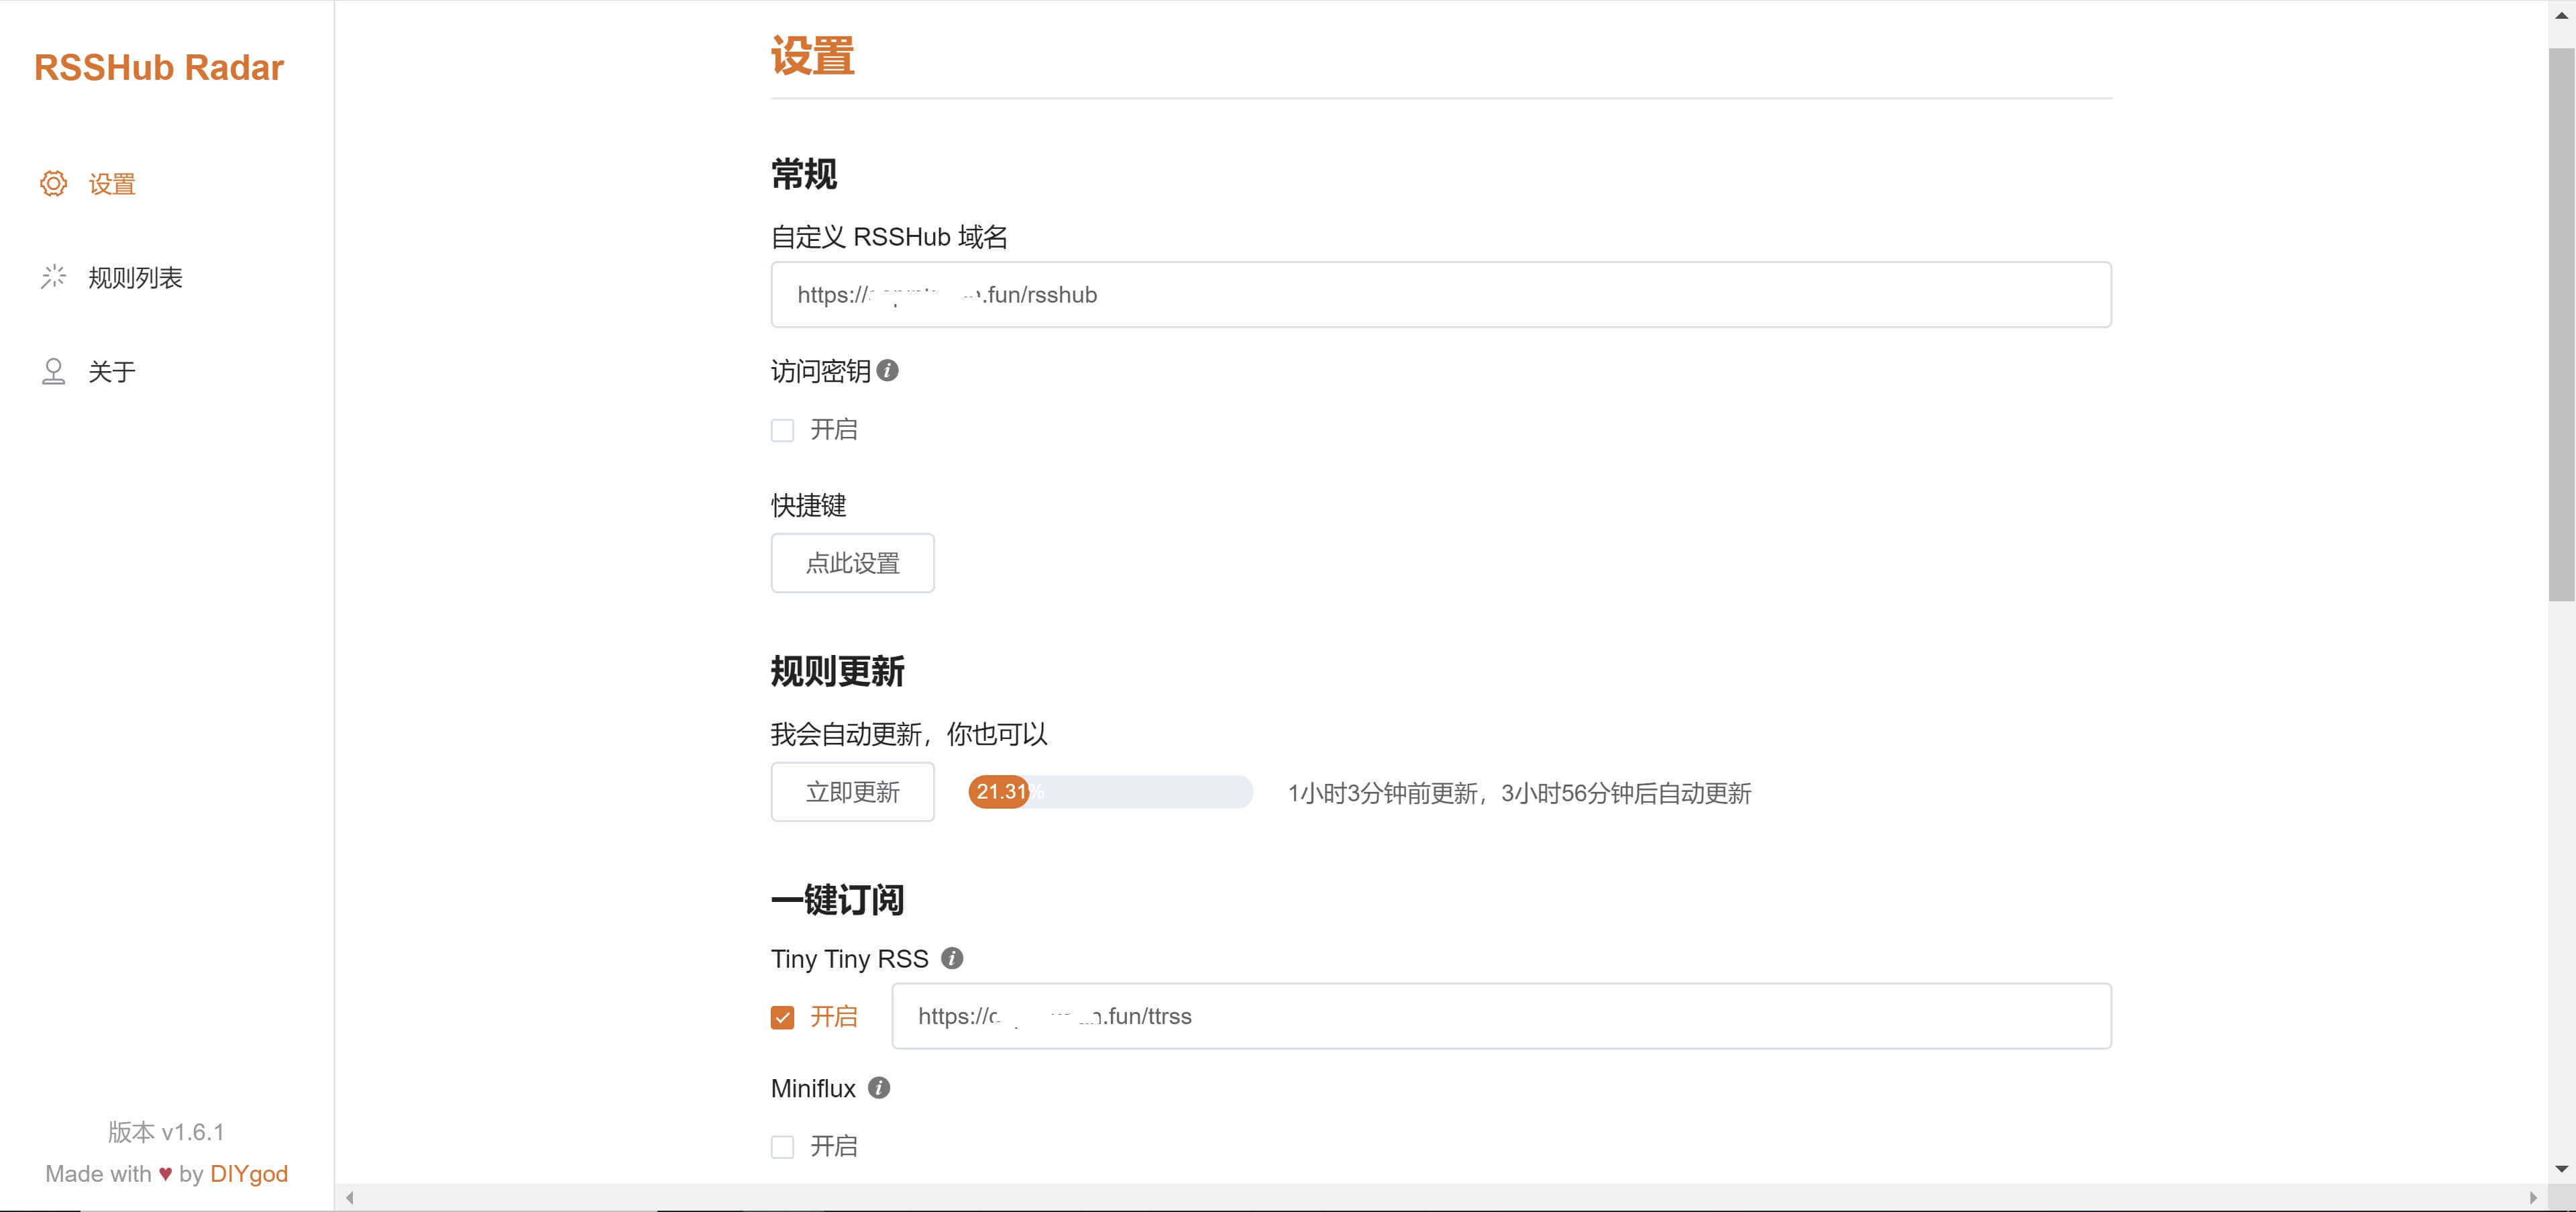 RSSHub Radar
设置
规则列表
关于
版本 v1.6.1
Made with ♥ by DIYgod
设置
常规
自定义 RSSHub 域名
https:// .fun/rsshub
访问密钥
开启
快捷键
点此设置
规则更新
我会自动更新，你也可以
立即更新 21.31% 1小时3分钟前更新，3小时56分钟后自动更新
一键订阅
Tiny Tiny RSS
开启 https:// .fun/ttrss
Miniflux
开启